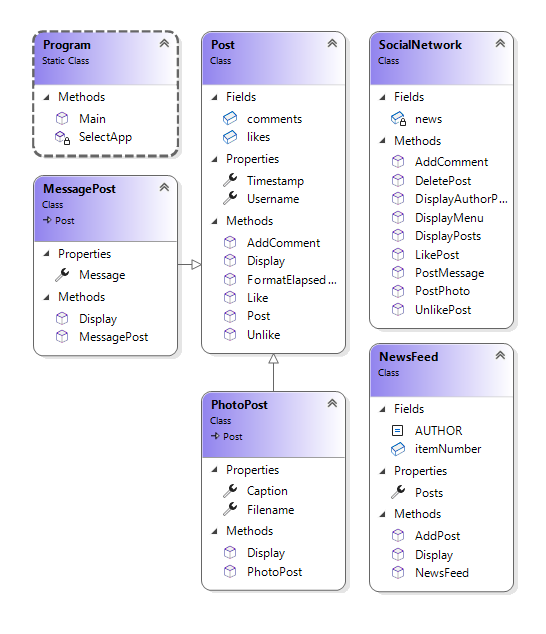 Program
Static Class
Methods
Main
SelectApp
MessagePost
Class
Post
Properties
Message
Methods
Display
MessagePost
Post
Class
Fields
comments
likes
Properties
Timestamp
Username
Methods
AddComment
Display
FormatElapsed...
Like
Post
Unlike
PhotoPost
Class
Post
Properties
Caption
Filename
Methods
Display
PhotoPost
SocialNetwork
Class
Fields
news
Methods
AddComment
DeletePost
DisplayAuthorP...
DisplayMenu
DisplayPosts
LikePost
PostMessage
PostPhoto
UnlikePost
NewsFeed
Class
Fields
AUTHOR
itemNumber
Properties
Posts
Methods
AddPost
Display
NewsFeed